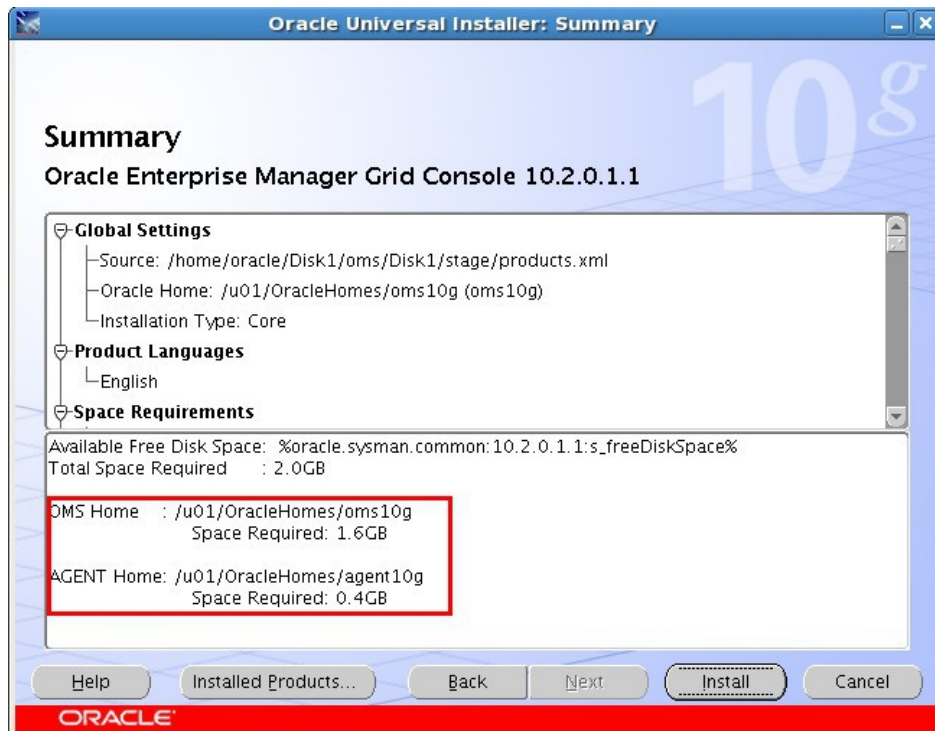 Oracle Universal Installer: Summary
10g
Summary
Oracle Enterprise Manager Grid Console 10.2.0.1.1
Global Settings
Source: /home/oracle/Disk1/oms/Disk1/stage/products.xml
Oracle Home: /u01/OracleHomes/oms10g (oms10g)
Installation Type: Core
Product Languages
English
Space Requirements
Available Free Disk Space: %oracle.sysman.common:10.2.0.1.1:s_freeDiskSpace%
Total Space Required : 2.0GB
OMS Home : /u01/OracleHomes/oms10g
Space Required: 1.6GB
AGENT Home: /u01/OracleHomes/agent10g
Space Required: 0.4GB
Help Installed Products... Back Next Install Cancel
ORACLE